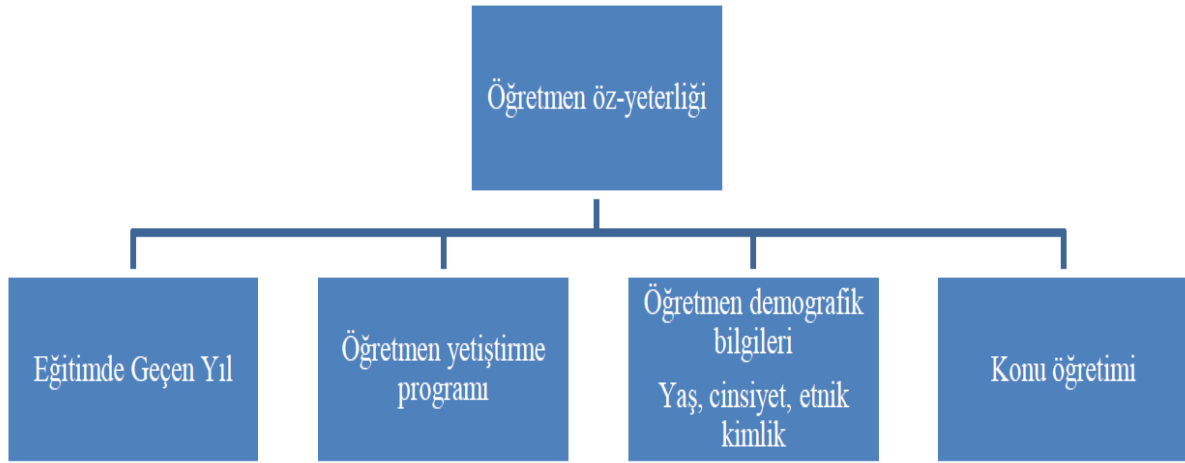 Öğretmen öz-yeterliği
Eğitimde Geçen Yıl
Öğretmen yetiştirme
programı
Öğretmen demografik
bilgileri
Yaş, cinsiyet, etnik
kimlik
Konu öğretimi